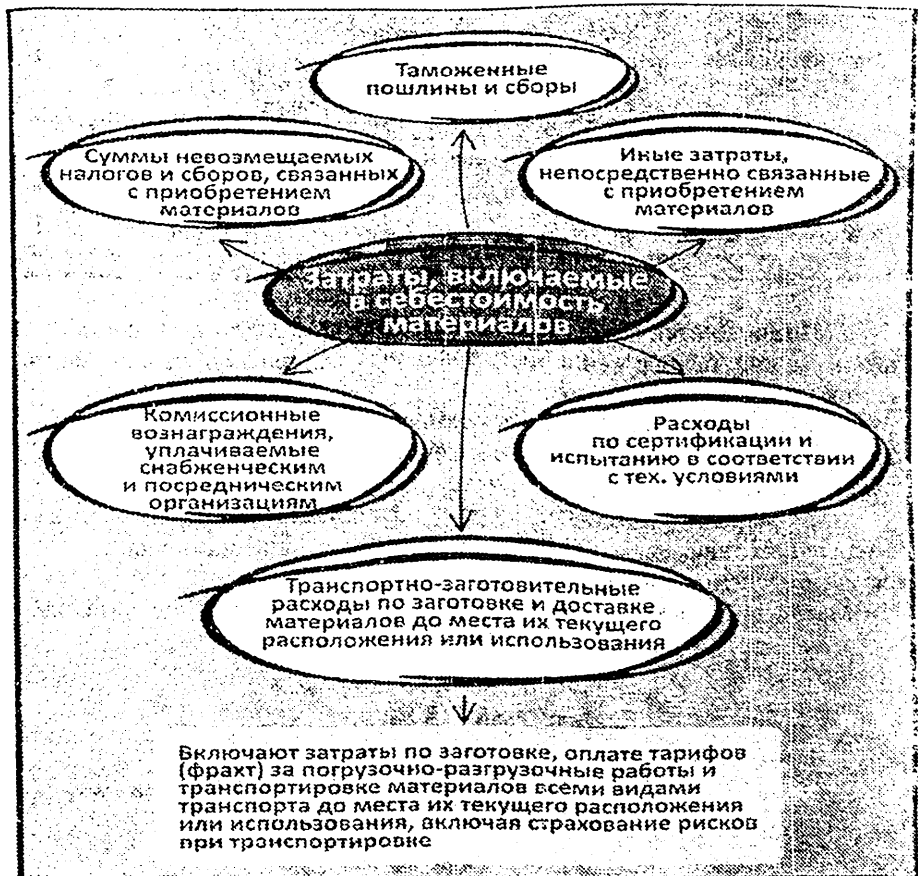 Таможенные
пошлины и сборы
Суммы невозмещаемых
налогов и сборов, связанных
с приобретением
материалов
Иные затраты,
непосредственно связанные
с приобретением
материалов
Затраты, включаемые
в себестоимость
материалов
Комиссионные
вознаграждения,
уплачиваемые
снабженческим
и посредническим
организациям
Расходы
по сертификации и
испытанию в соответствии
с тех. условиями
Транспортно-заготовительные
расходы по заготовке и доставке
материалов до места их текущего
расположения или использования
Включают затраты по заготовке, оплате тарифов
(фрахт) за погрузочно-разгрузочные работы и
транспортировке материалов всеми видами
транспорта до места их текущего расположения
или использования, включая страхование рисков
при транспортировке